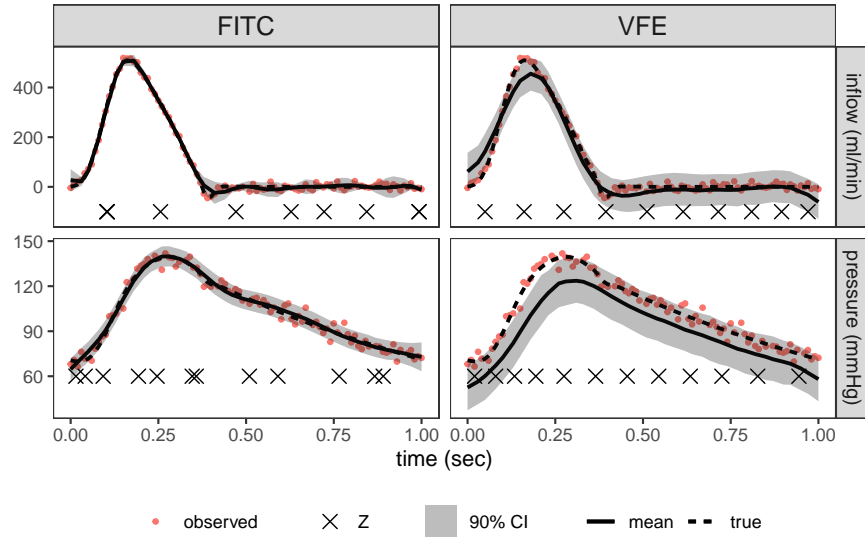 FITC VFE
400
200
0
inflow (ml/min)
150
120
90
60
pressure (mmHg)
0.00 0.25 0.50 0.75 1.00 0.00 0.25 0.50 0.75 1.00
time (sec)
observed Z 90% CI mean true